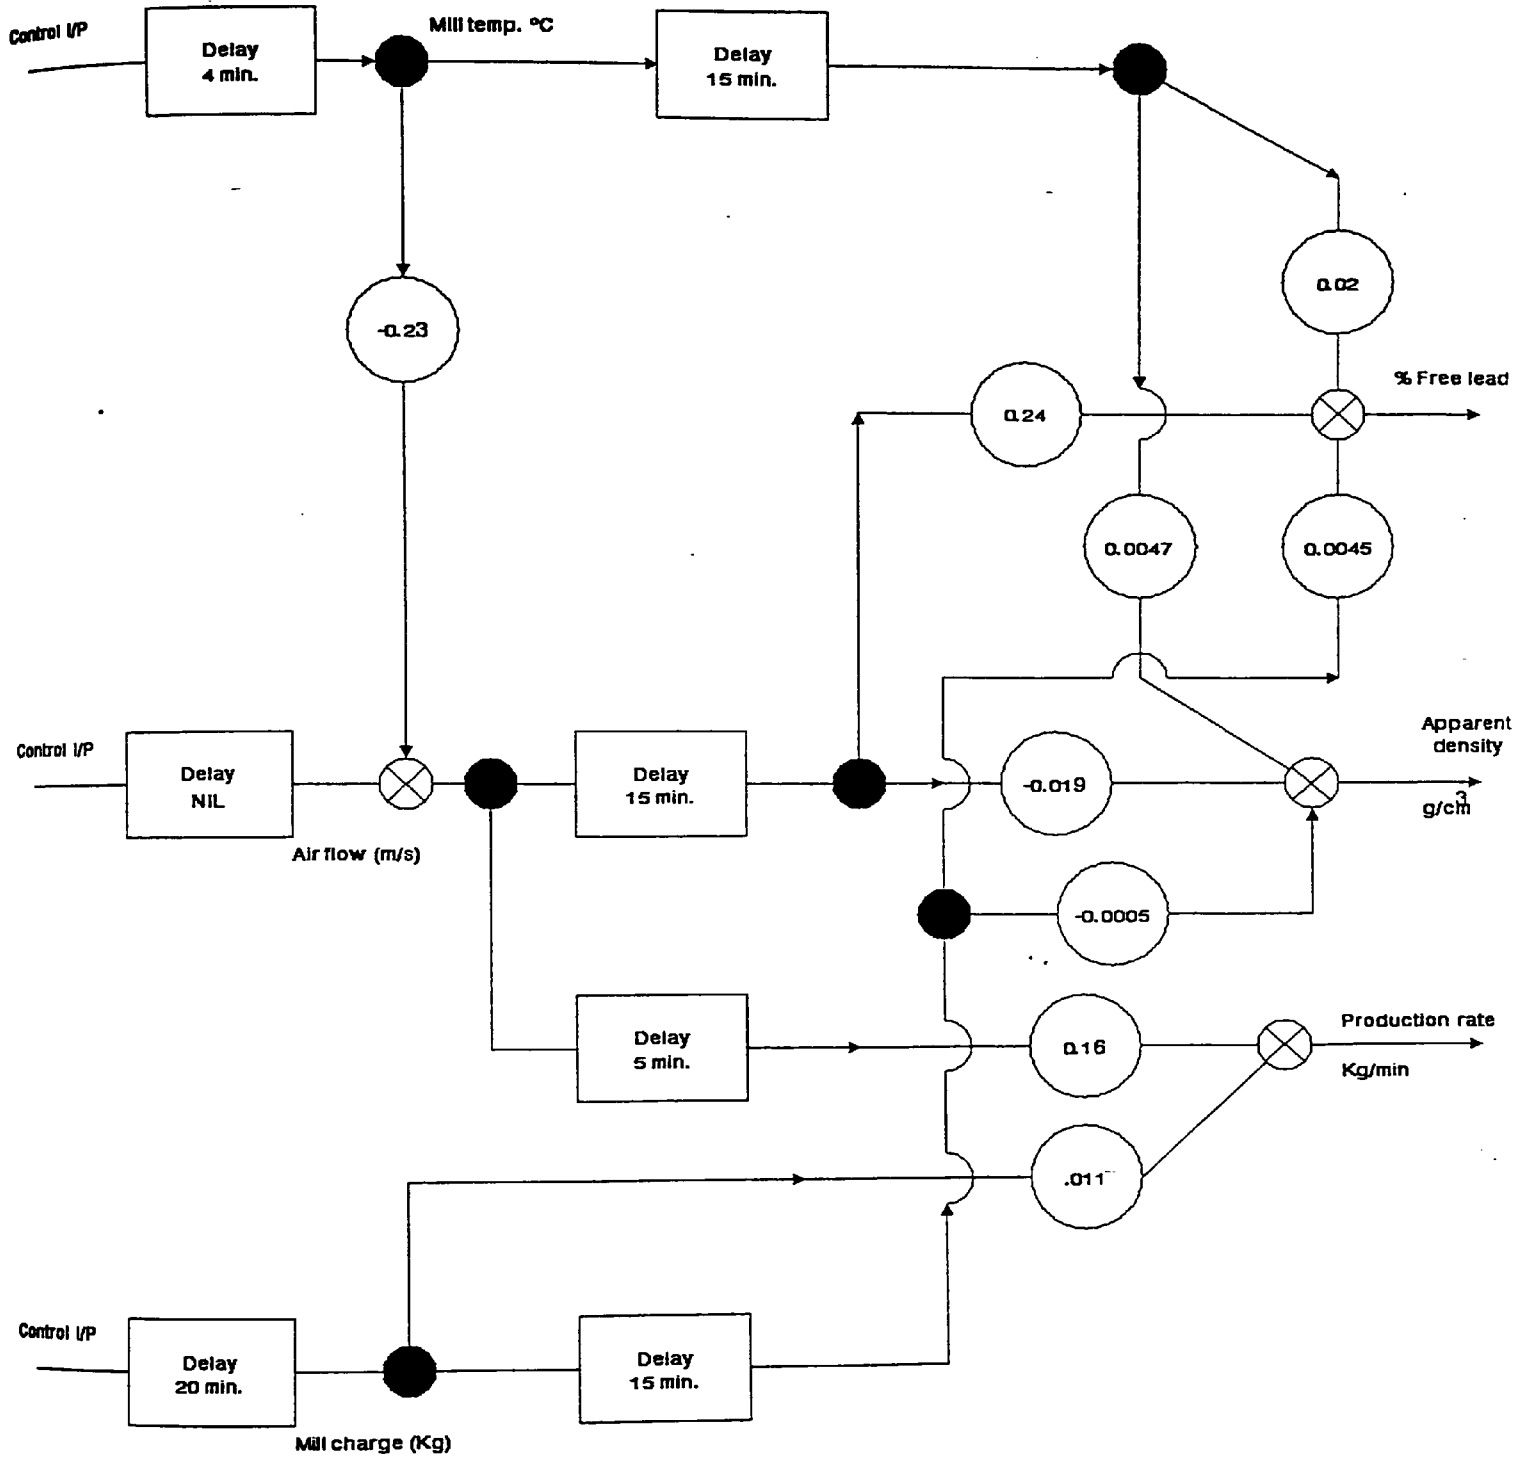 Control I/P
Delay
4 min.
Mill temp. °C
Delay
15 min.
0.02
-0.23
% Free lead
0.24
0.0047
0.0045
Control I/P
Delay
NIL
Air flow (m/s)
Delay
15 min.
-0.019
Apparent
density
g/cm³
-0.0005
Delay
5 min.
0.16
Production rate
Kg/min
.011
Control I/P
Delay
20 min.
Mill charge (Kg)
Delay
15 min.